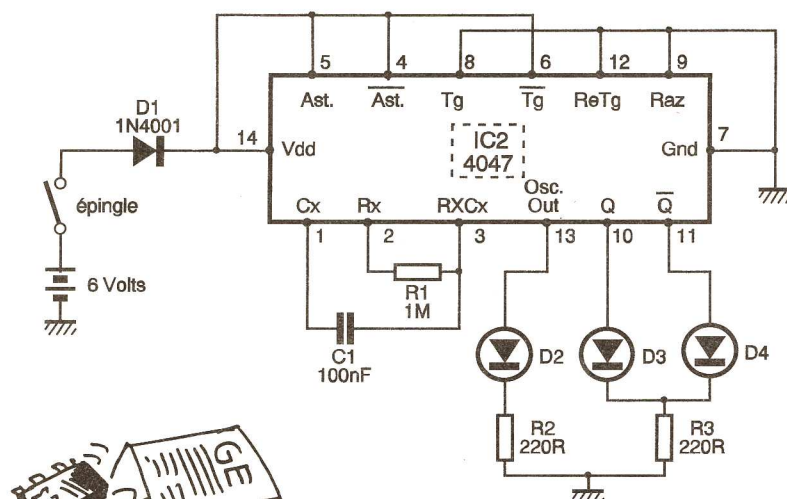 5 4 8 6 12 9
Ast. A̅s̅t̅.̅ Tg T̅g̅ ReTg Raz
D1
1N4001
14 Vdd
IC2
4047
Gnd 7
épingle
6 Volts
Cx Rx RXCx Osc. Out Q Q̅
1 2 3 13 10 11
R1
1M
C1
100nF
D2 D3 D4
R2
220R
R3
220R
GE